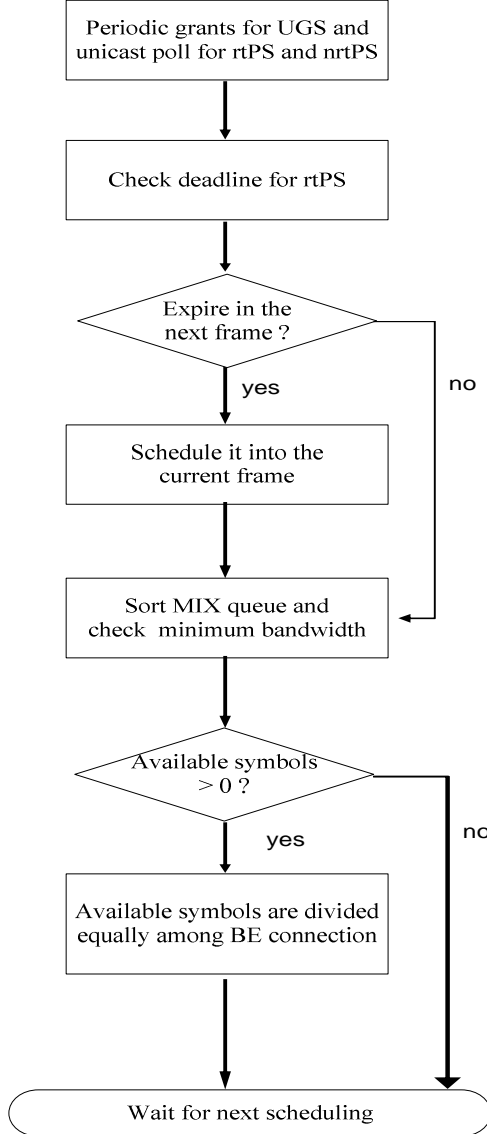 Periodic grants for UGS and
unicast poll for rtPS and nrtPS
Check deadline for rtPS
Expire in the
next frame ?
yes
no
Schedule it into the
current frame
Sort MIX queue and
check minimum bandwidth
Available symbols
> 0 ?
yes
no
Available symbols are divided
equally among BE connection
Wait for next scheduling